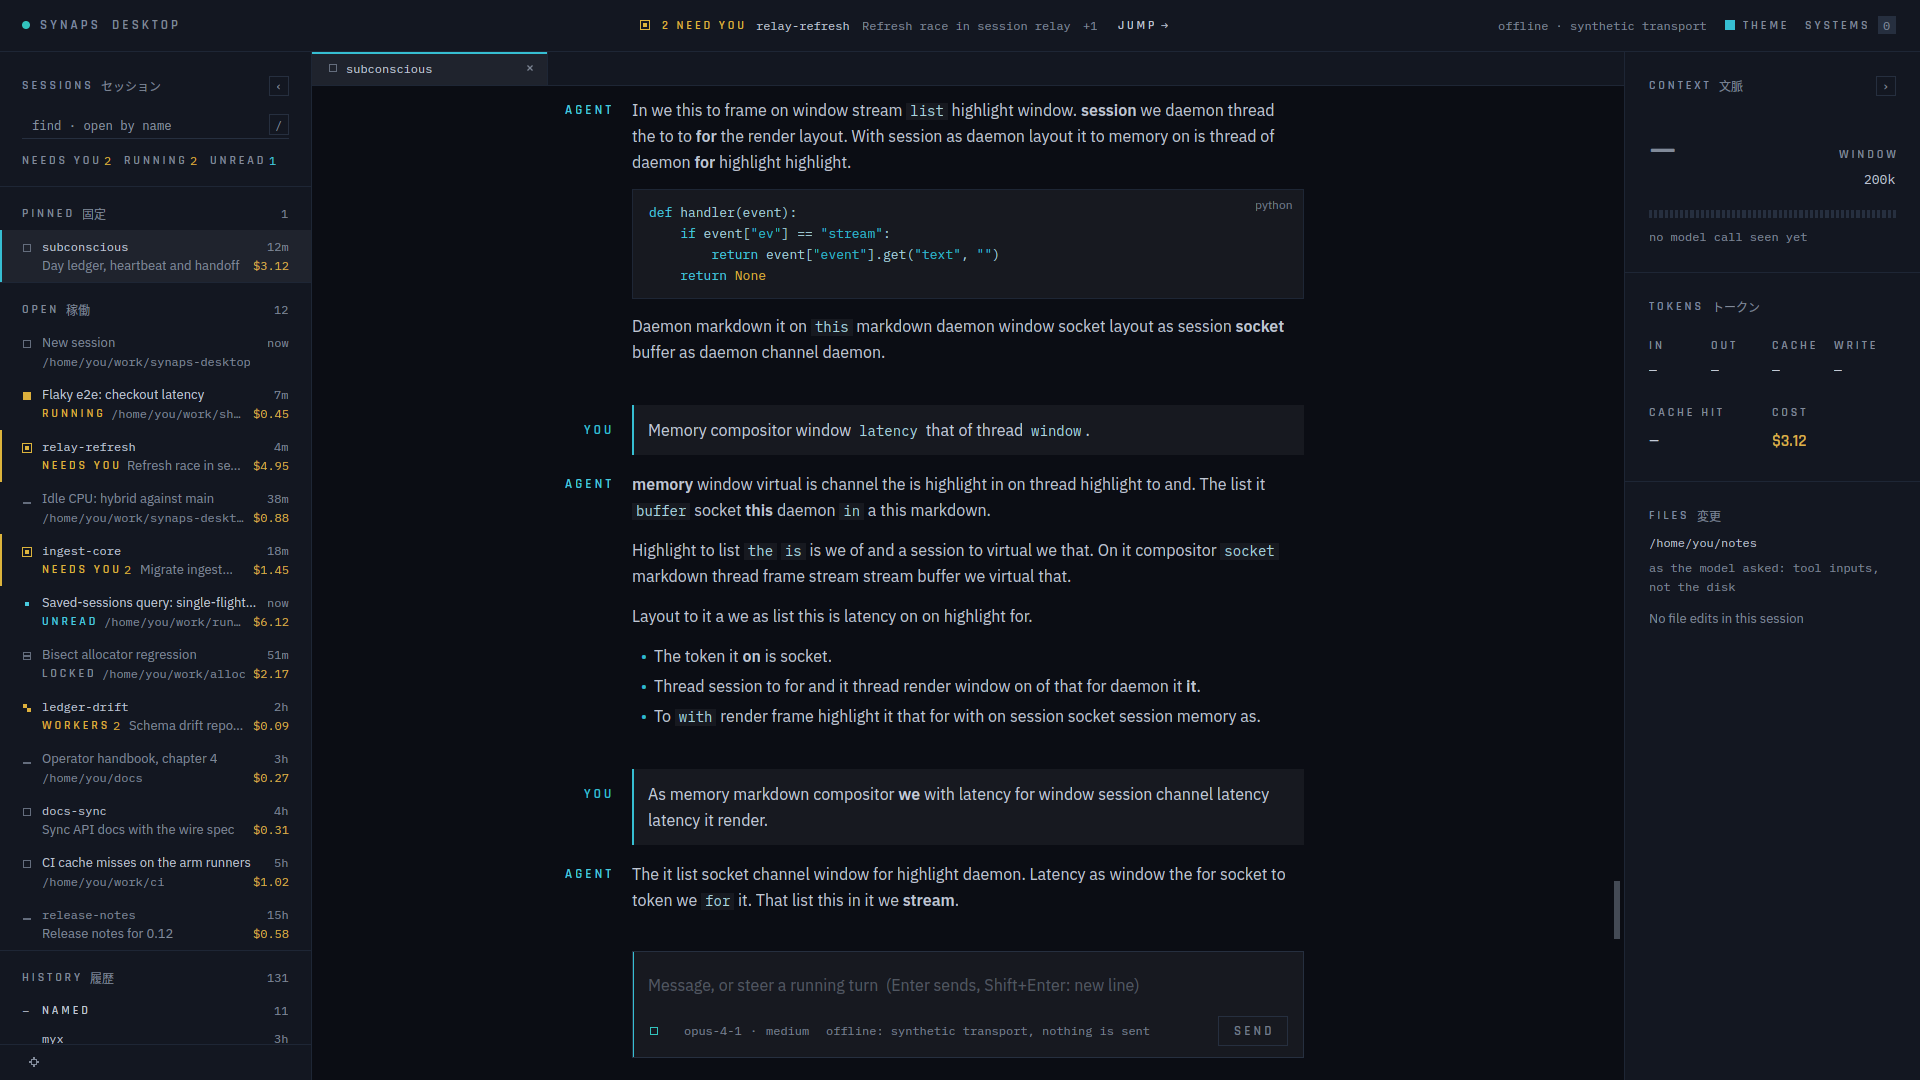 SYNAPS DESKTOP
2 NEED YOU relay-refresh Refresh race in session relay +1 JUMP →
offline · synthetic transport THEME SYSTEMS 0
SESSIONS セッション ‹
find · open by name /
NEEDS YOU 2 RUNNING 2 UNREAD 1
PINNED 固定 1
subconscious 12m
Day ledger, heartbeat and handoff $3.12
OPEN 稼働 12
New session now
/home/you/work/synaps-desktop
Flaky e2e: checkout latency 7m
RUNNING /home/you/work/sh… $0.45
relay-refresh 4m
NEEDS YOU Refresh race in se… $4.95
Idle CPU: hybrid against main 38m
/home/you/work/synaps-deskt… $0.88
ingest-core 18m
NEEDS YOU 2 Migrate ingest… $1.45
Saved-sessions query: single-flight… now
UNREAD /home/you/work/run… $6.12
Bisect allocator regression 51m
LOCKED /home/you/work/alloc $2.17
ledger-drift 2h
WORKERS 2 Schema drift repo… $0.09
Operator handbook, chapter 4 3h
/home/you/docs $0.27
docs-sync 4h
Sync API docs with the wire spec $0.31
CI cache misses on the arm runners 5h
/home/you/work/ci $1.02
release-notes 15h
Release notes for 0.12 $0.58
HISTORY 履歴 131
– NAMED 11
myx 3h
subconscious ×
AGENT
In we this to frame on window stream list highlight window. session we daemon thread
the to to for the render layout. With session as daemon layout it to memory on is thread of
daemon for highlight highlight.
python
def handler(event):
    if event["ev"] == "stream":
        return event["event"].get("text", "")
    return None
Daemon markdown it on this markdown daemon window socket layout as session socket
buffer as daemon channel daemon.
YOU
Memory compositor window latency that of thread window.
AGENT
memory window virtual is channel the is highlight in on thread highlight to and. The list it
buffer socket this daemon in a this markdown.
Highlight to list the is is we of and a session to virtual we that. On it compositor socket
markdown thread frame stream stream buffer we virtual that.
Layout to it a we as list this is latency on on highlight for.
• The token it on is socket.
• Thread session to for and it thread render window on of that for daemon it it.
• To with render frame highlight it that for with on session socket session memory as.
YOU
As memory markdown compositor we with latency for window session channel latency
latency it render.
AGENT
The it list socket channel window for highlight daemon. Latency as window the for socket to
token we for it. That list this in it we stream.
Message, or steer a running turn (Enter sends, Shift+Enter: new line)
opus-4-1 · medium offline: synthetic transport, nothing is sent SEND
CONTEXT 文脈 ›
— WINDOW
200k
no model call seen yet
TOKENS トークン
IN OUT CACHE WRITE
— — — —
CACHE HIT COST
— $3.12
FILES 変更
/home/you/notes
as the model asked: tool inputs,
not the disk
No file edits in this session